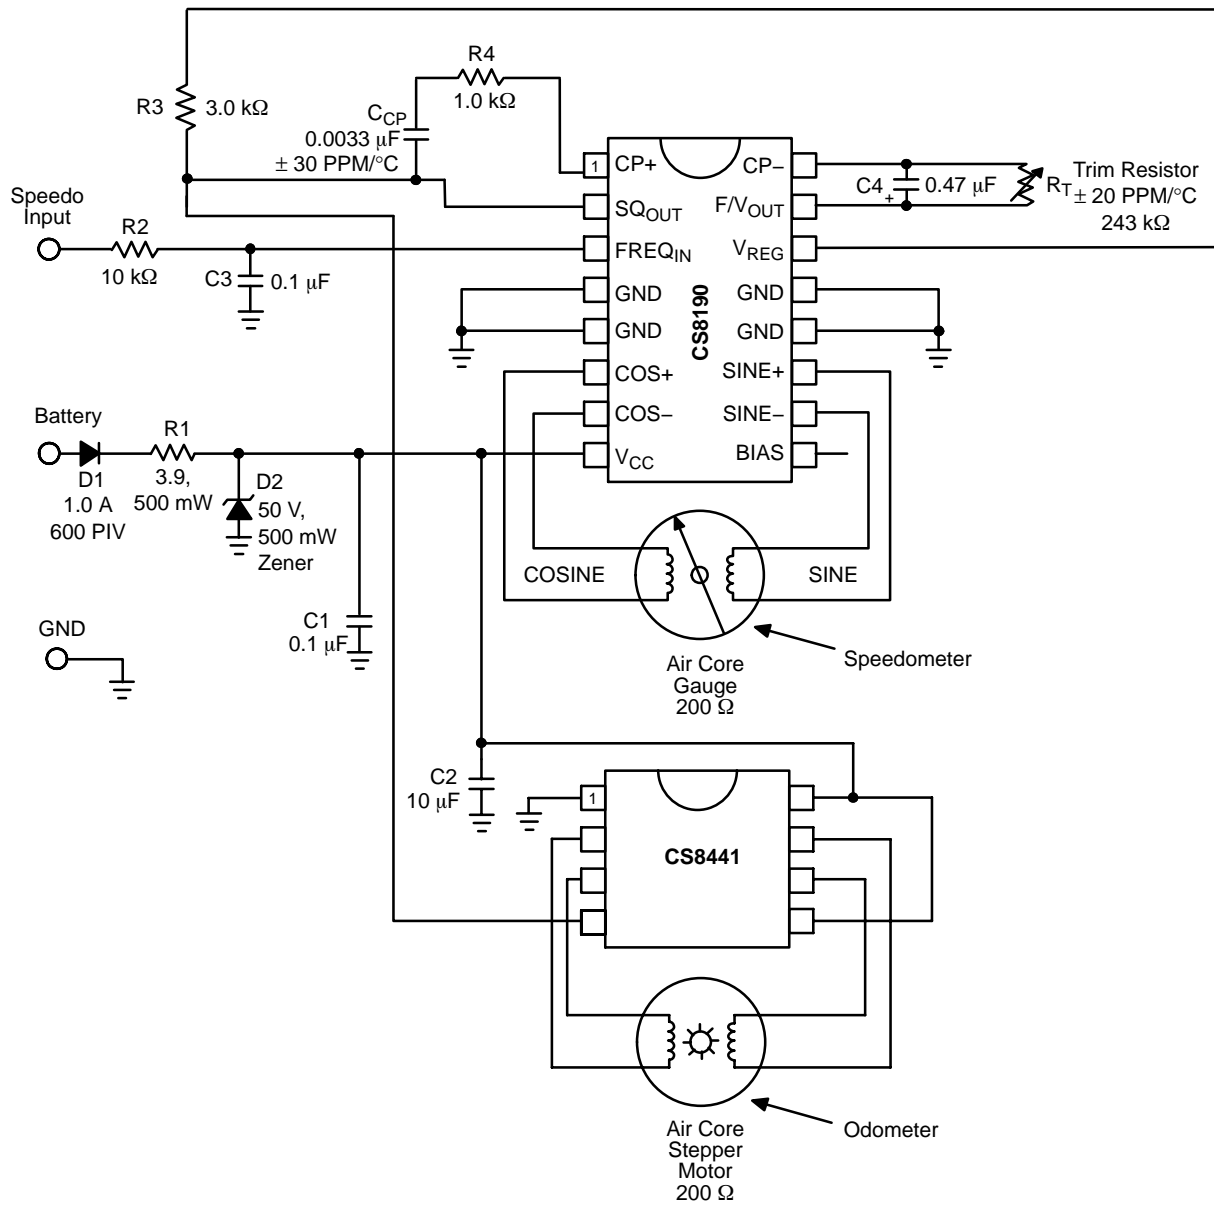 R3
3.0 kΩ
R4
1.0 kΩ
CCP
0.0033 µF
± 30 PPM/°C
Speedo
Input
R2
10 kΩ
C3
0.1 µF
1
CP+
SQOUT
FREQIN
GND
GND
COS+
COS–
VCC
CS8190
CP–
F/VOUT
VREG
GND
GND
SINE+
SINE–
BIAS
C4
+
0.47 µF
RT
Trim Resistor
± 20 PPM/°C
243 kΩ
Battery
D1
1.0 A
600 PIV
R1
3.9,
500 mW
D2
50 V,
500 mW
Zener
C1
0.1 µF
GND
COSINE
SINE
Speedometer
Air Core
Gauge
200 Ω
C2
10 µF
1
CS8441
Odometer
Air Core
Stepper
Motor
200 Ω